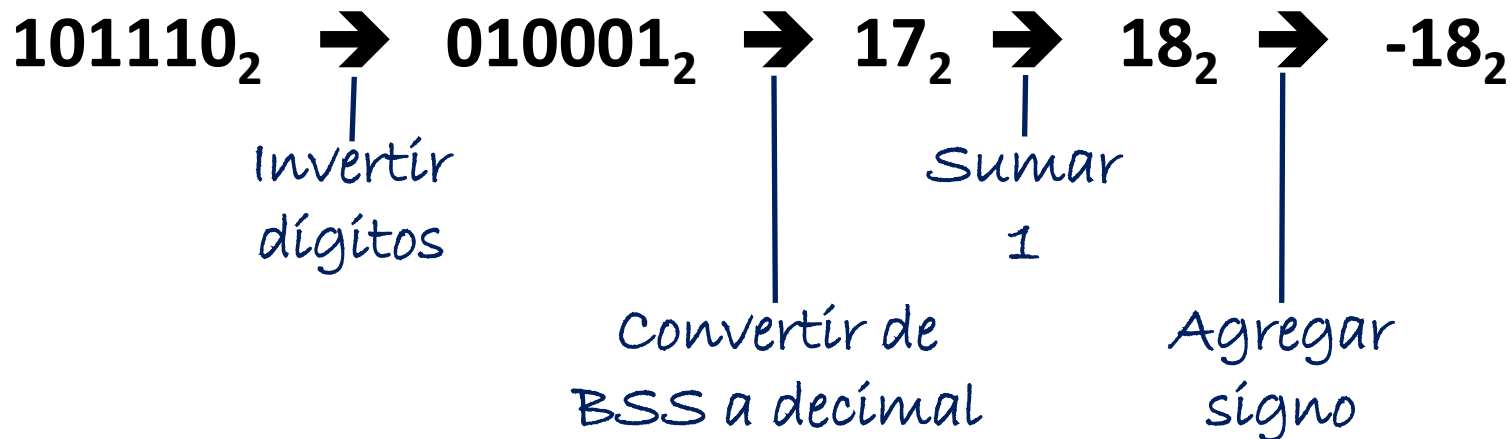 101110₂ ➔ 010001₂ ➔ 17₂ ➔ 18₂ ➔ -18₂
Invertir
dígitos
Sumar
1
Convertir de
BSS a decimal
Agregar
signo